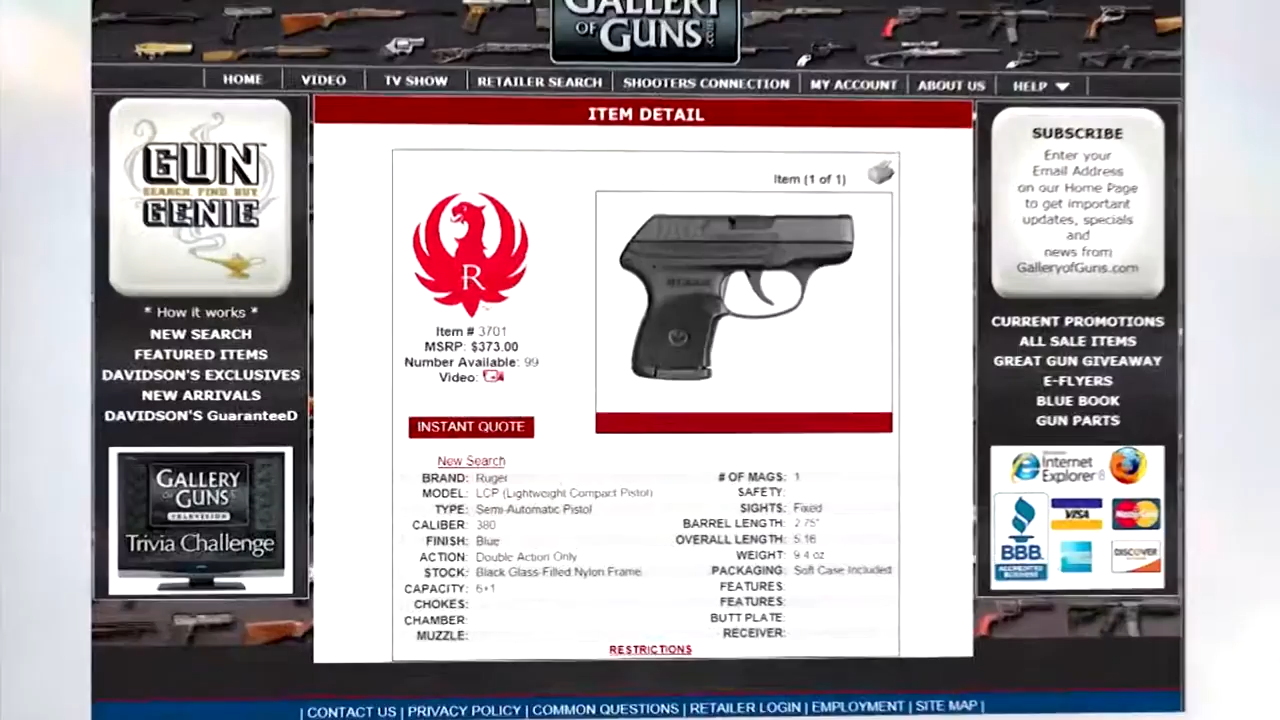 GALLERY
OF GUNS .com
HOME
VIDEO
TV SHOW
RETAILER SEARCH
SHOOTERS CONNECTION
MY ACCOUNT
ABOUT US
HELP
GUN
SEARCH FIND BUY
GENIE
* How it works *
NEW SEARCH
FEATURED ITEMS
DAVIDSON'S EXCLUSIVES
NEW ARRIVALS
DAVIDSON'S GuaranteeD
GALLERY
OF GUNS
TELEVISION
Trivia Challenge
ITEM DETAIL
Item (1 of 1)
R
Item # 3701
MSRP: $373.00
Number Available: 99
Video:
INSTANT QUOTE
New Search
BRAND: Ruger
MODEL: LCP (Lightweight Compact Pistol)
TYPE: Semi-Automatic Pistol
CALIBER: 380
FINISH: Blue
ACTION: Double Action Only
STOCK: Black Glass-Filled Nylon Frame
CAPACITY: 6+1
CHOKES:
CHAMBER:
MUZZLE:
# OF MAGS: 1
SAFETY:
SIGHTS: Fixed
BARREL LENGTH: 2.75"
OVERALL LENGTH: 5.16
WEIGHT: 9.4 oz
PACKAGING: Soft Case Included
FEATURES:
FEATURES:
BUTT PLATE:
RECEIVER:
RESTRICTIONS
SUBSCRIBE
Enter your
Email Address
on our Home Page
to get important
updates, specials
and
news from
GalleryofGuns.com
CURRENT PROMOTIONS
ALL SALE ITEMS
GREAT GUN GIVEAWAY
E-FLYERS
BLUE BOOK
GUN PARTS
Internet
Explorer 8
BBB.
ACCREDITED
BUSINESS
VISA
MasterCard
DISCOVER
| CONTACT US | PRIVACY POLICY | COMMON QUESTIONS | RETAILER LOGIN | EMPLOYMENT | SITE MAP |